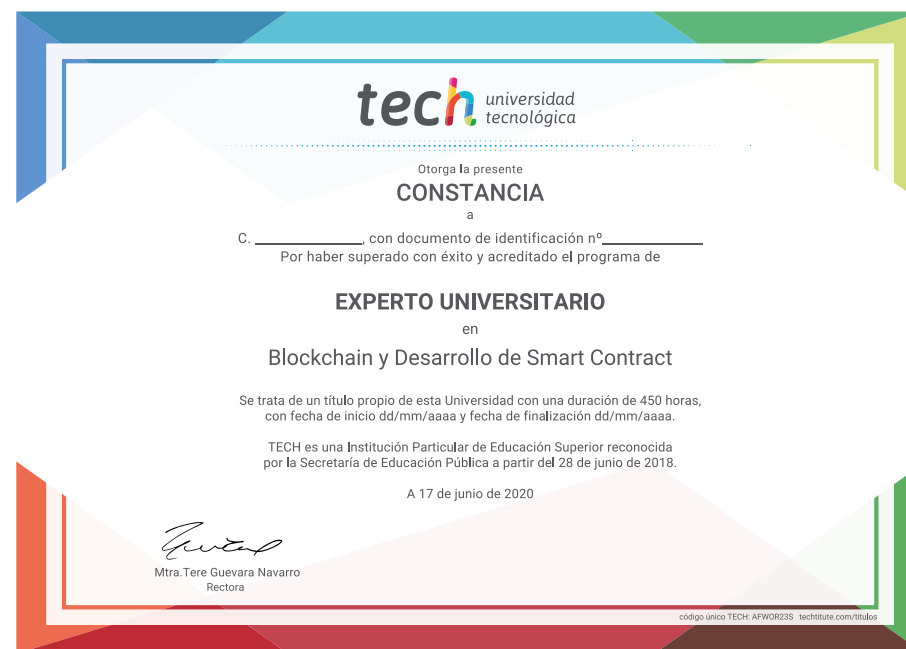 tech universidad
tecnológica
Otorga la presente
CONSTANCIA
a
C. ____________, con documento de identificación nº____________
Por haber superado con éxito y acreditado el programa de
EXPERTO UNIVERSITARIO
en
Blockchain y Desarrollo de Smart Contract
Se trata de un título propio de esta Universidad con una duración de 450 horas,
con fecha de inicio dd/mm/aaaa y fecha de finalización dd/mm/aaaa.
TECH es una Institución Particular de Educación Superior reconocida
por la Secretaría de Educación Pública a partir del 28 de junio de 2018.
A 17 de junio de 2020
Mtra.Tere Guevara Navarro
Rectora
código único TECH: AFWOR23S techtitute.com/titulos